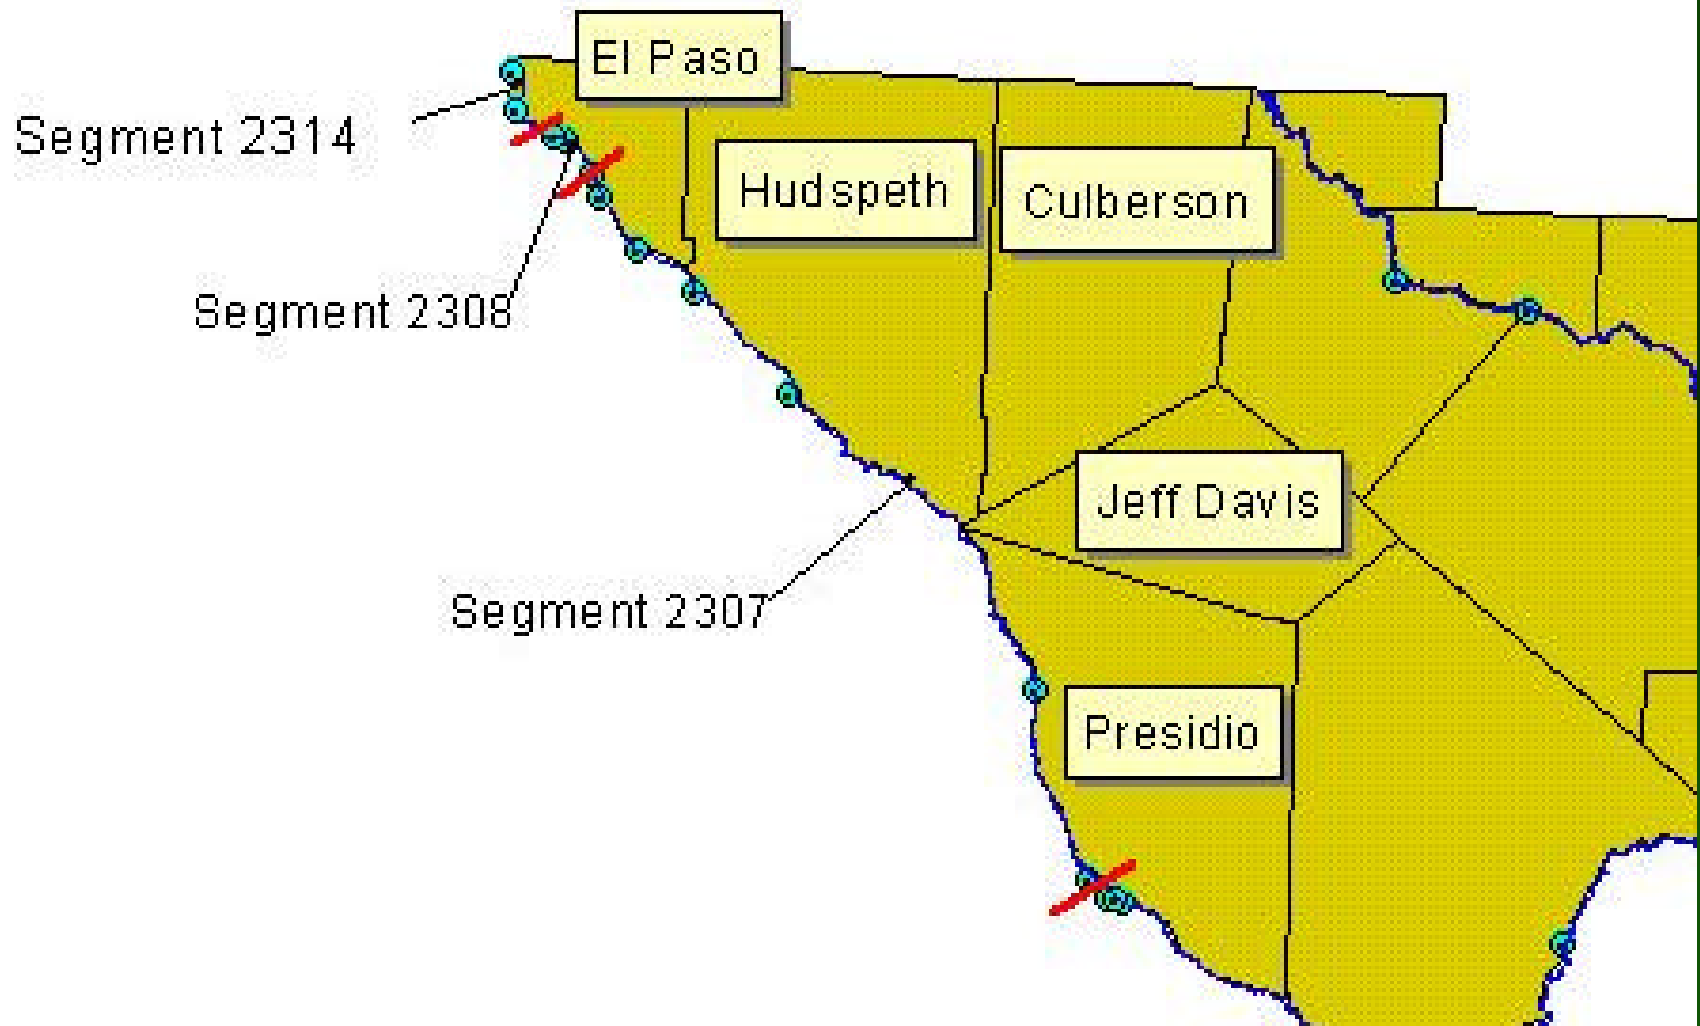 El Paso
Segment 2314
Hudspeth
Culberson
Segment 2308
Jeff Davis
Segment 2307
Presidio